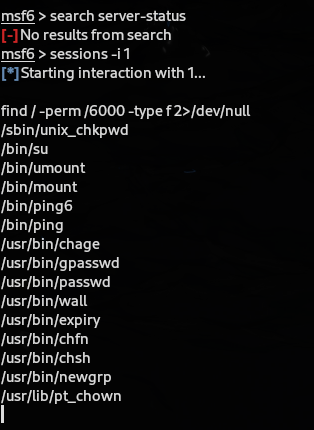 msf6 > search server-status
[-] No results from search
msf6 > sessions -i 1
[*] Starting interaction with 1...
find / -perm /6000 -type f 2>/dev/null
/sbin/unix_chkpwd
/bin/su
/bin/umount
/bin/mount
/bin/ping6
/bin/ping
/usr/bin/chage
/usr/bin/gpasswd
/usr/bin/passwd
/usr/bin/wall
/usr/bin/expiry
/usr/bin/chfn
/usr/bin/chsh
/usr/bin/newgrp
/usr/lib/pt_chown